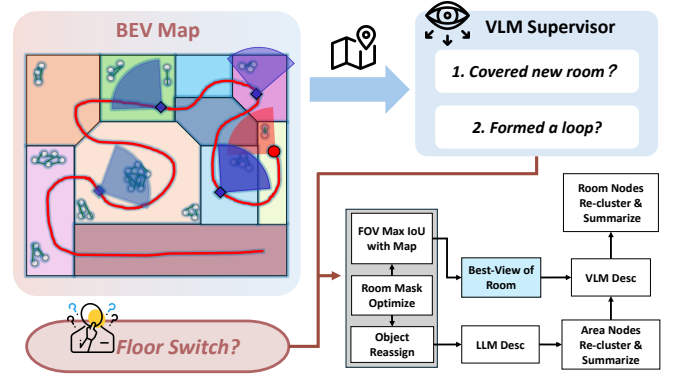 BEV Map
VLM Supervisor
1. Covered new room?
2. Formed a loop?
Floor Switch?
FOV Max IoU
with Map
Room Mask
Optimize
Object
Reassign
Best-View of
Room
LLM Desc
VLM Desc
Room Nodes
Re-cluster &
Summarize
Area Nodes
Re-cluster &
Summarize